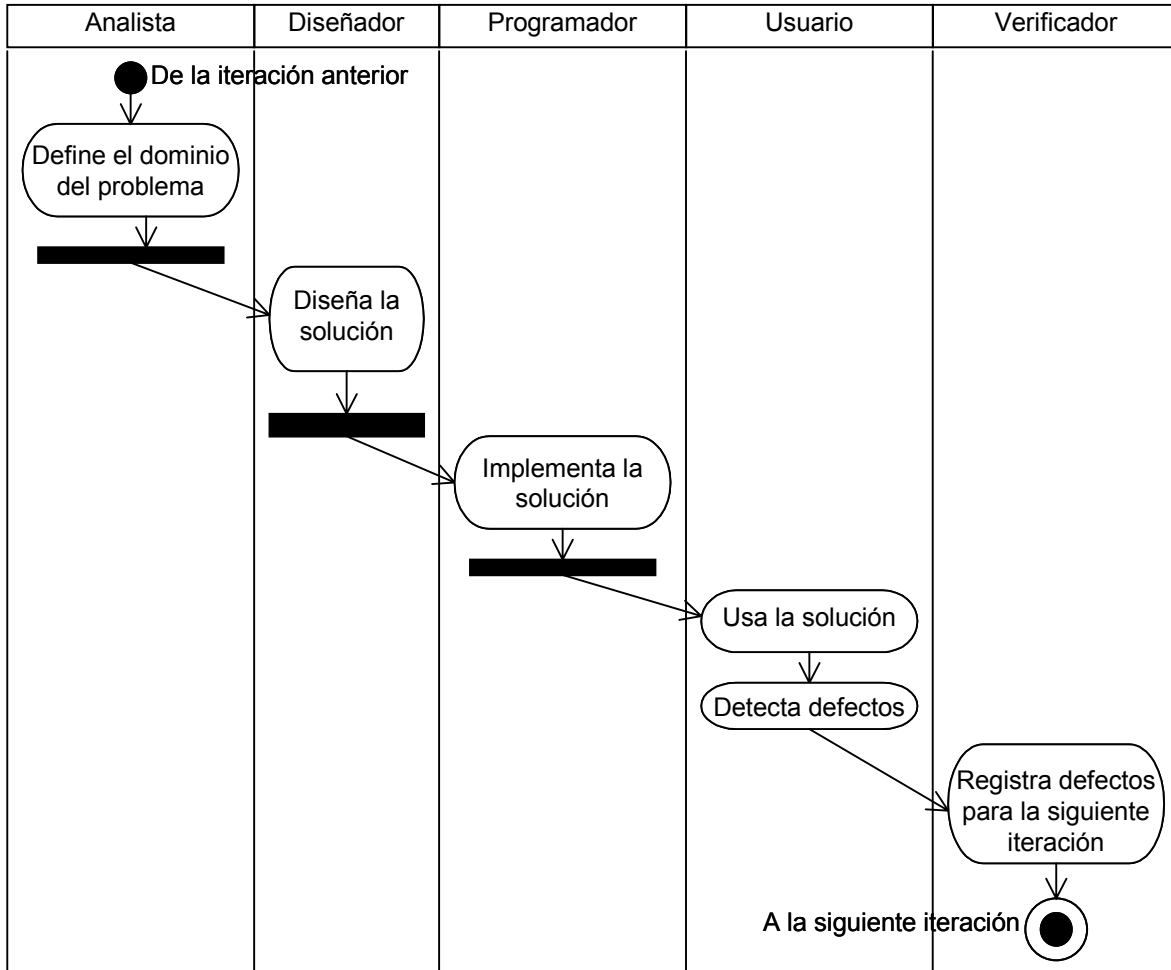 Analista
Diseñador
Programador
Usuario
Verificador
De la iteración anterior
Define el dominio
del problema
Diseña la
solución
Implementa la
solución
Usa la solución
Detecta defectos
Registra defectos
para la siguiente
iteración
A la siguiente iteración